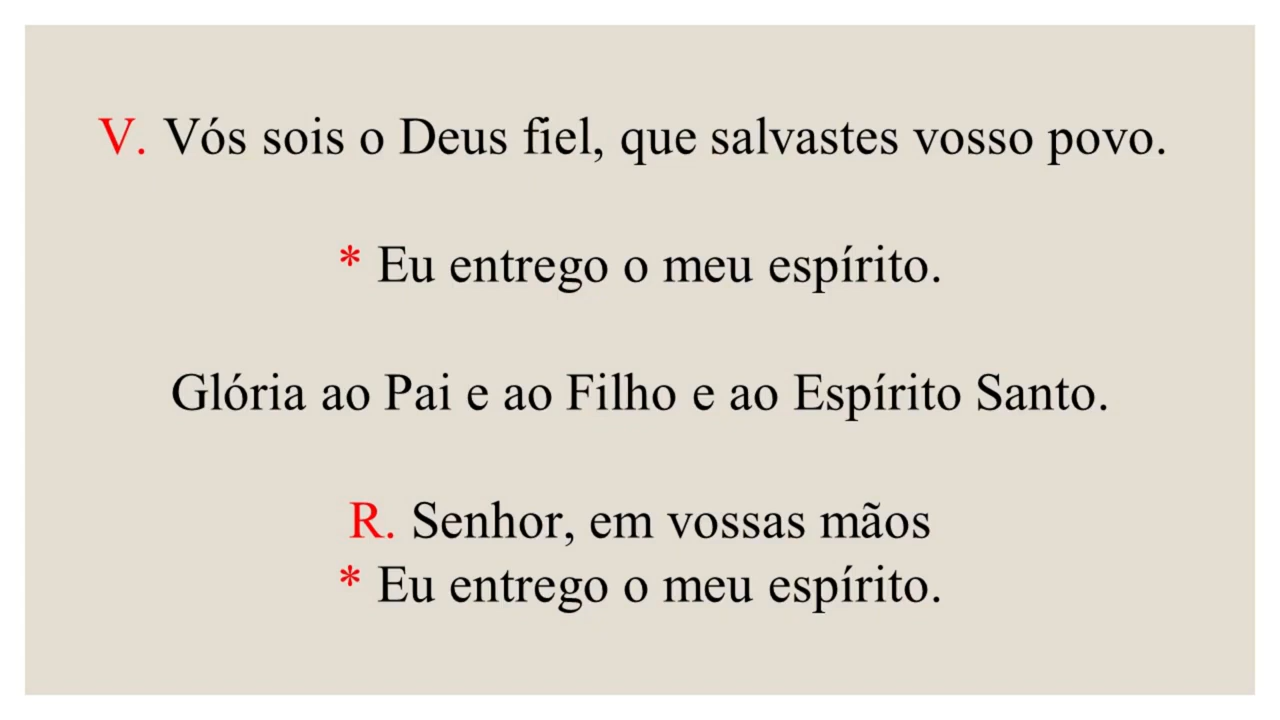 V. Vós sois o Deus fiel, que salvastes vosso povo.
* Eu entrego o meu espírito.
Glória ao Pai e ao Filho e ao Espírito Santo.
R. Senhor, em vossas mãos
* Eu entrego o meu espírito.